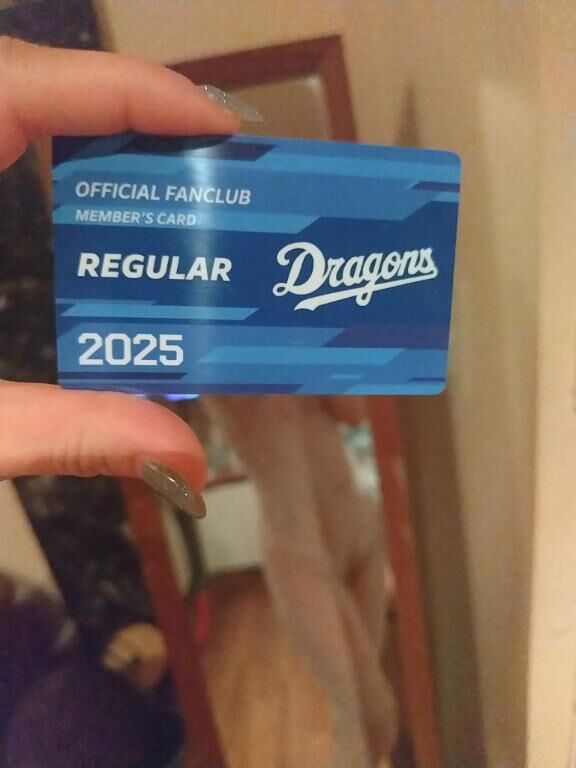 OFFICIAL FANCLUB
MEMBER'S CARD
REGULAR
Dragons
2025